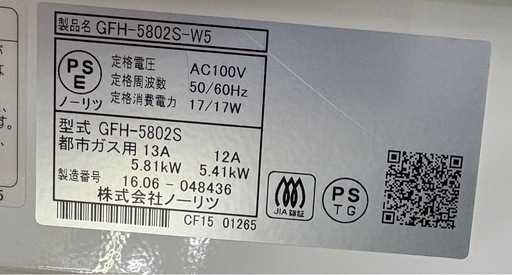 製品名 GFH-5802S-W5
PS
E
ノーリツ
定格電圧 AC100V
定格周波数 50/60Hz
定格消費電力 17/17W
型式 GFH-5802S
都市ガス用 13A 12A
5.81kW 5.41kW
製造番号 16.06-048436
株式会社ノーリツ
CF15 01265
JIA認証
PS
TG